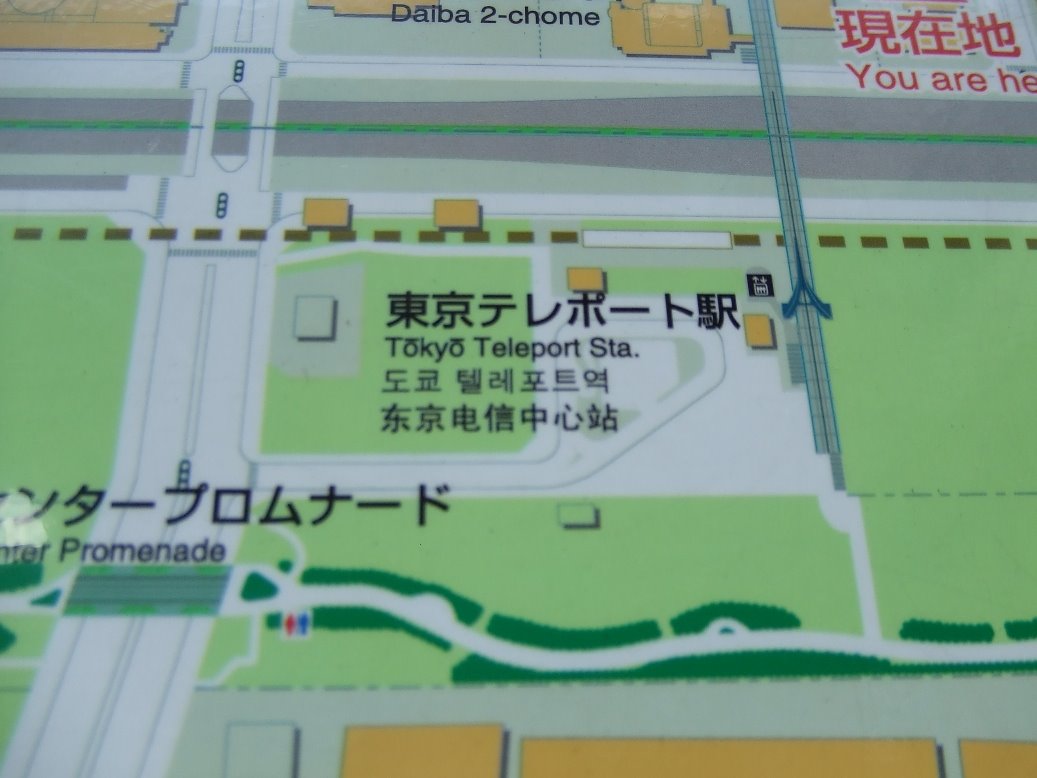 Daiba 2-chome
現在地
You are he
東京テレポート駅
Tōkyō Teleport Sta.
도쿄 텔레포트역
东京电信中心站
ンタープロムナード
nter Promenade